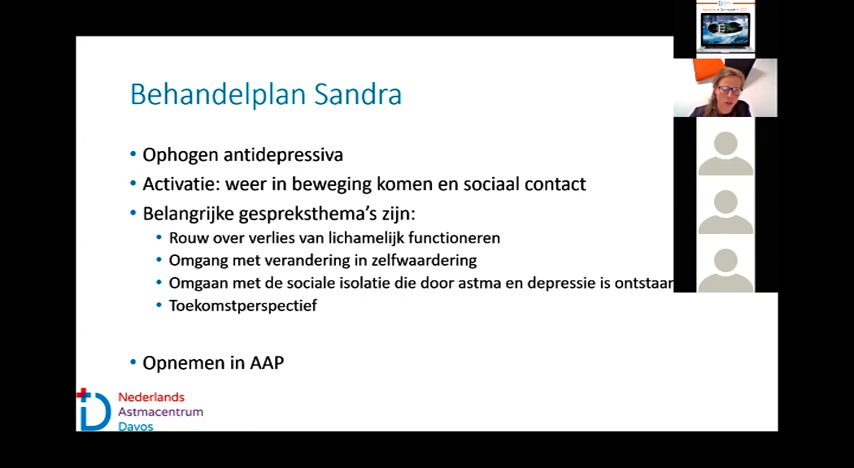 Behandelplan Sandra
• Ophogen antidepressiva
• Activatie: weer in beweging komen en sociaal contact
• Belangrijke gespreksthema's zijn:
• Rouw over verlies van lichamelijk functioneren
• Omgang met verandering in zelfwaardering
• Omgaan met de sociale isolatie die door astma en depressie is ontstaan
• Toekomstperspectief
• Opnemen in AAP
Nederlands
Astmacentrum
Davos